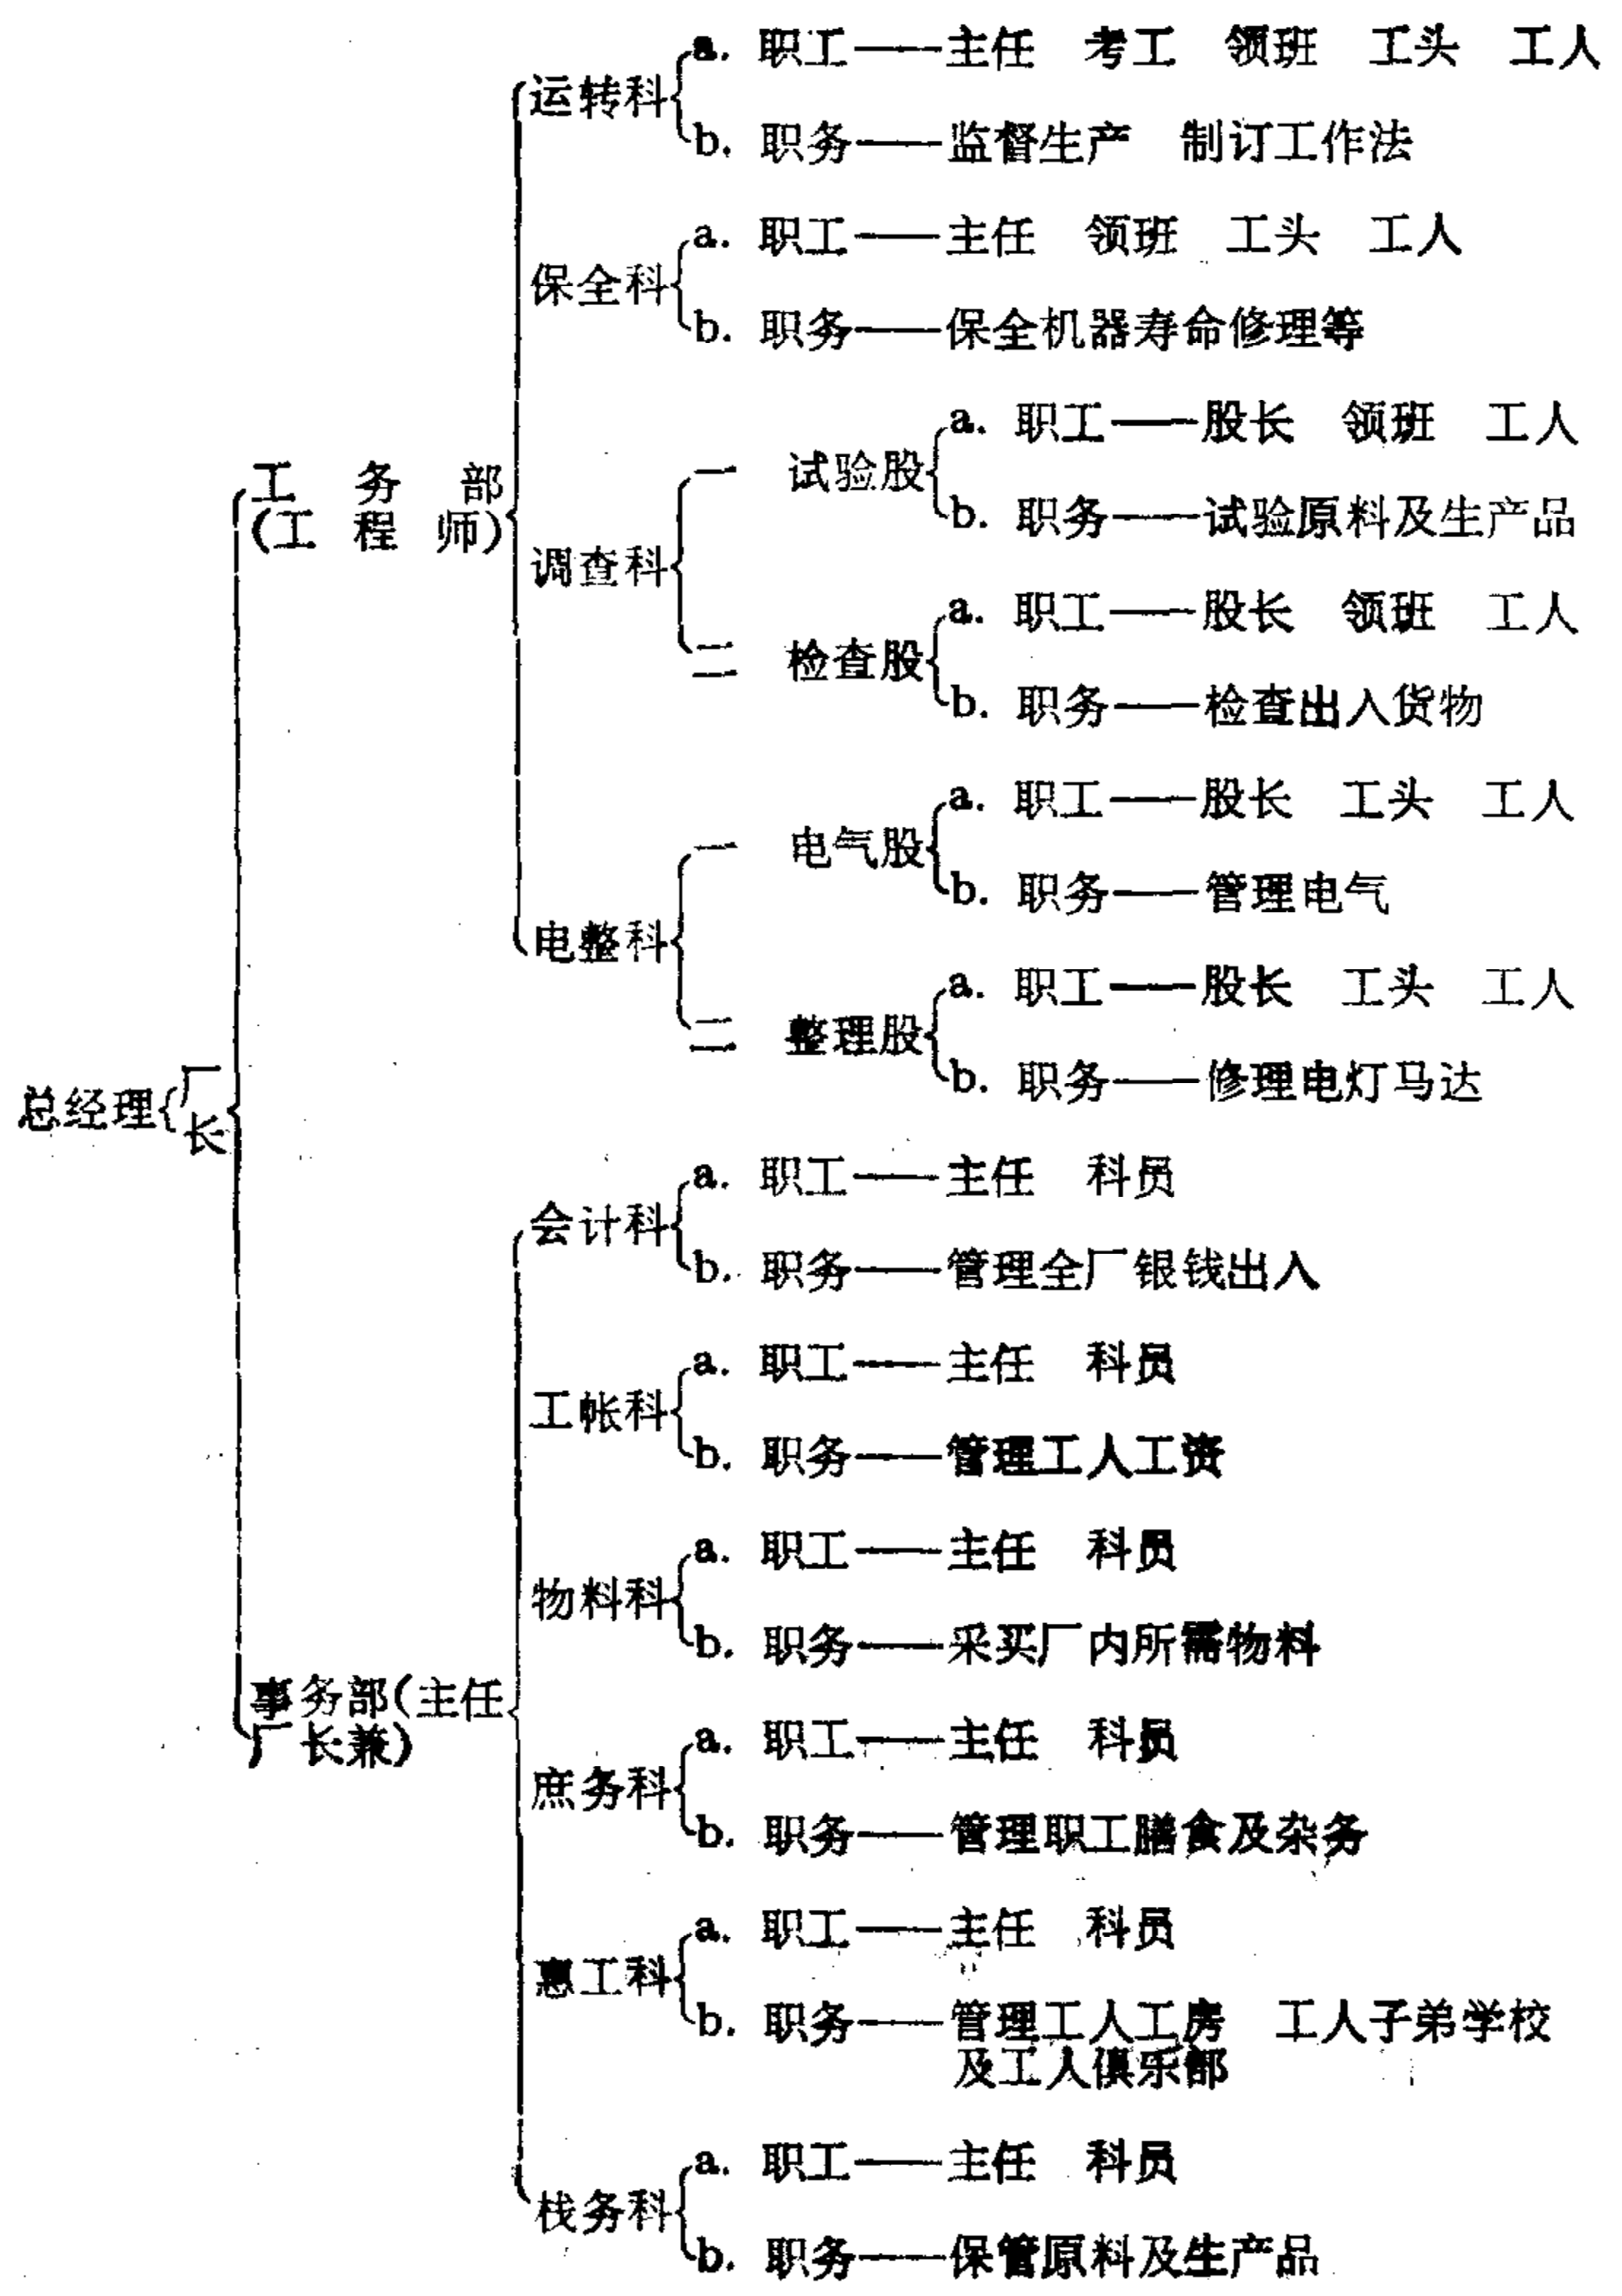 a. 职工——主任 考工 领班 工头 工人
运转科
b. 职务——监督生产 制订工作法
a. 职工——主任 领班 工头 工人
保全科
b. 职务——保全机器寿命修理等
a. 职工——股长 领班 工人
一 试验股
工务部
b. 职务——试验原料及生产品
(工程师)
调查科
a. 职工——股长 领班 工人
二 检查股
b. 职务——检查出入货物
a. 职工——股长 工头 工人
一 电气股
b. 职务——管理电气
电整科
a. 职工——股长 工头 工人
二 整理股
b. 职务——修理电灯马达
总经理
厂
长
a. 职工——主任 科员
会计科
b. 职务——管理全厂银钱出入
a. 职工——主任 科员
工帐科
b. 职务——管理工人工资
a. 职工——主任 科员
物料科
b. 职务——采买厂内所需物料
事务部(主任
厂长兼)
a. 职工——主任 科员
庶务科
b. 职务——管理职工膳食及杂务
a. 职工——主任 科员
惠工科
b. 职务——管理工人工房 工人子弟学校
及工人俱乐部
a. 职工——主任 科员
栈务科
b. 职务——保管原料及生产品